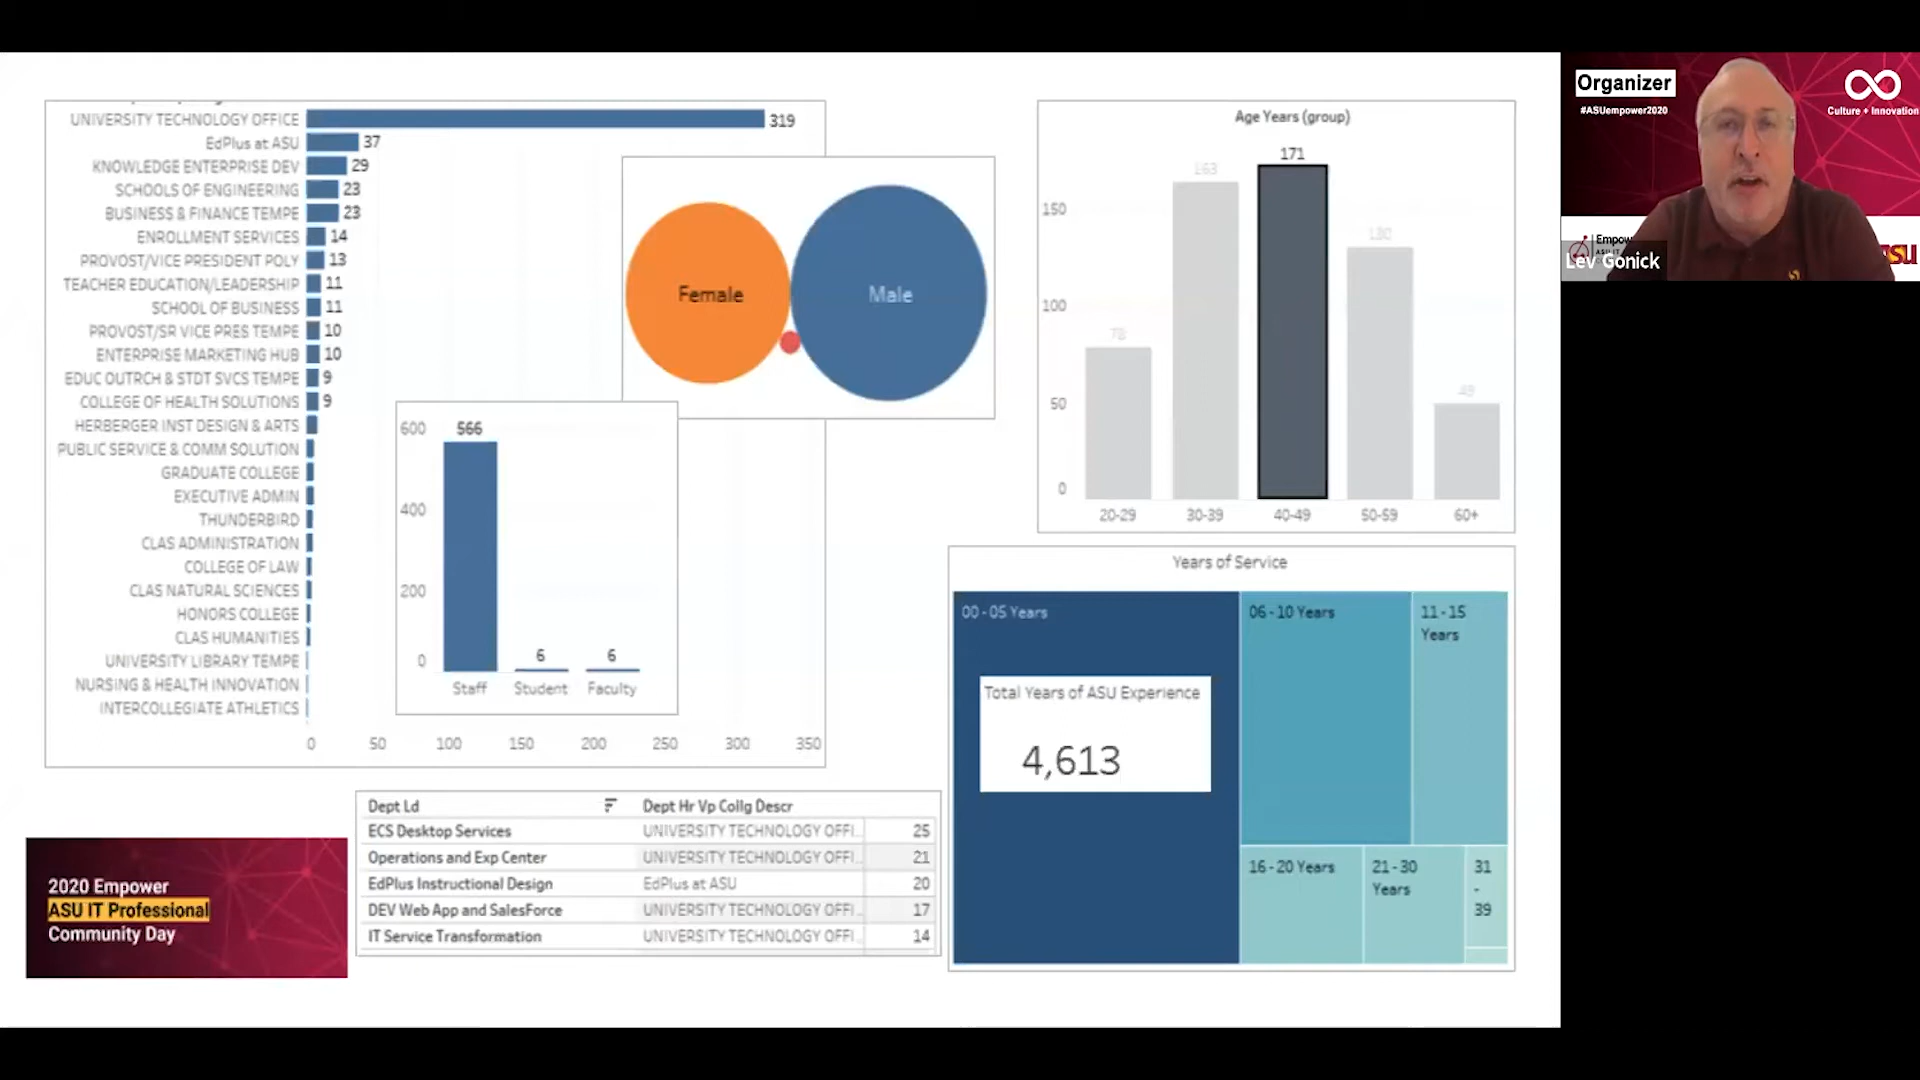 UNIVERSITY TECHNOLOGY OFFICE 319
EdPlus at ASU 37
KNOWLEDGE ENTERPRISE DEV 29
SCHOOLS OF ENGINEERING 23
BUSINESS & FINANCE TEMPE 23
ENROLLMENT SERVICES 14
PROVOST/VICE PRESIDENT POLY 13
TEACHER EDUCATION/LEADERSHIP 11
SCHOOL OF BUSINESS 11
PROVOST/SR VICE PRES TEMPE 10
ENTERPRISE MARKETING HUB 10
EDUC OUTRCH & STDT SVCS TEMPE 9
COLLEGE OF HEALTH SOLUTIONS 9
HERBERGER INST DESIGN & ARTS
PUBLIC SERVICE & COMM SOLUTION
GRADUATE COLLEGE
EXECUTIVE ADMIN
THUNDERBIRD
CLAS ADMINISTRATION
COLLEGE OF LAW
CLAS NATURAL SCIENCES
HONORS COLLEGE
CLAS HUMANITIES
UNIVERSITY LIBRARY TEMPE
NURSING & HEALTH INNOVATION
INTERCOLLEGIATE ATHLETICS
0 50 100 150 200 250 300 350
Female Male
600 566
400
200
0 6 6
Staff Student Faculty
Age Years (group)
171
163
150
130
100
78
50
49
0
20-29 30-39 40-49 50-59 60+
Years of Service
00 - 05 Years
06 - 10 Years
11 - 15
Years
Total Years of ASU Experience
4,613
16 - 20 Years
21 - 30
Years
31
-
39
Dept Ld Dept Hr Vp Collg Descr
ECS Desktop Services UNIVERSITY TECHNOLOGY OFFI.. 25
Operations and Exp Center UNIVERSITY TECHNOLOGY OFFI.. 21
EdPlus Instructional Design EdPlus at ASU 20
DEV Web App and SalesForce UNIVERSITY TECHNOLOGY OFFI.. 17
IT Service Transformation UNIVERSITY TECHNOLOGY OFFI.. 14
2020 Empower
ASU IT Professional
Community Day
Organizer
#ASUempower2020
Culture + Innovation
Empow
Lev Gonick
ASU